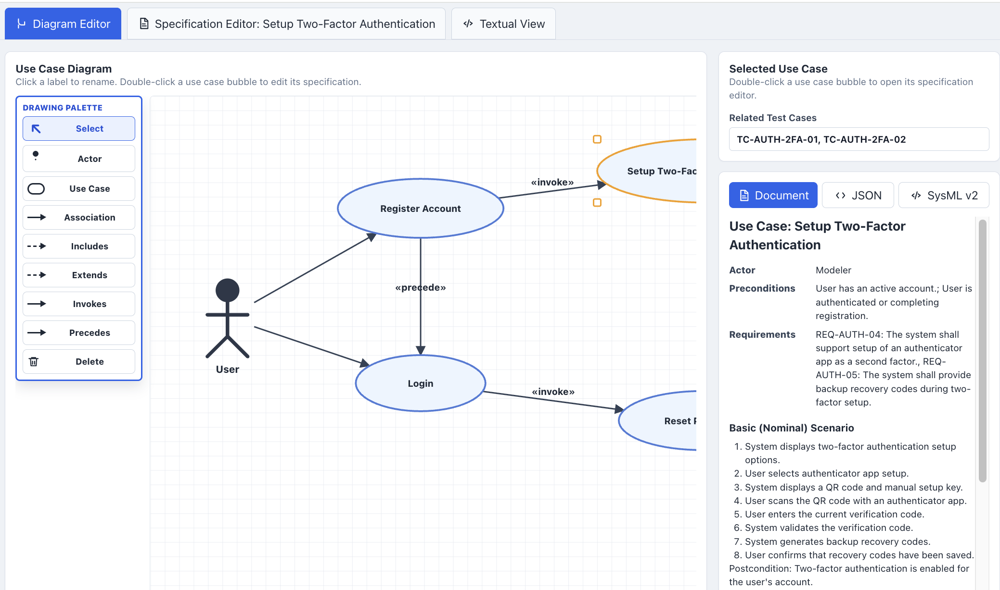 Diagram Editor
Specification Editor: Setup Two-Factor Authentication
Textual View
Use Case Diagram
Click a label to rename. Double-click a use case bubble to edit its specification.
DRAWING PALETTE
Select
Actor
Use Case
Association
Includes
Extends
Invokes
Precedes
Delete
Setup Two-Fac
«invoke»
Register Account
«precede»
User
Login
«invoke»
Reset
Selected Use Case
Double-click a use case bubble to open its specification
editor.
Related Test Cases
TC-AUTH-2FA-01, TC-AUTH-2FA-02
Document
JSON
SysML v2
Use Case: Setup Two-Factor
Authentication
Actor Modeler
Preconditions User has an active account.; User is
authenticated or completing
registration.
Requirements REQ-AUTH-04: The system shall
support setup of an authenticator
app as a second factor., REQ-
AUTH-05: The system shall provide
backup recovery codes during two-
factor setup.
Basic (Nominal) Scenario
1. System displays two-factor authentication setup
options.
2. User selects authenticator app setup.
3. System displays a QR code and manual setup key.
4. User scans the QR code with an authenticator app.
5. User enters the current verification code.
6. System validates the verification code.
7. System generates backup recovery codes.
8. User confirms that recovery codes have been saved.
Postcondition: Two-factor authentication is enabled for
the user's account.